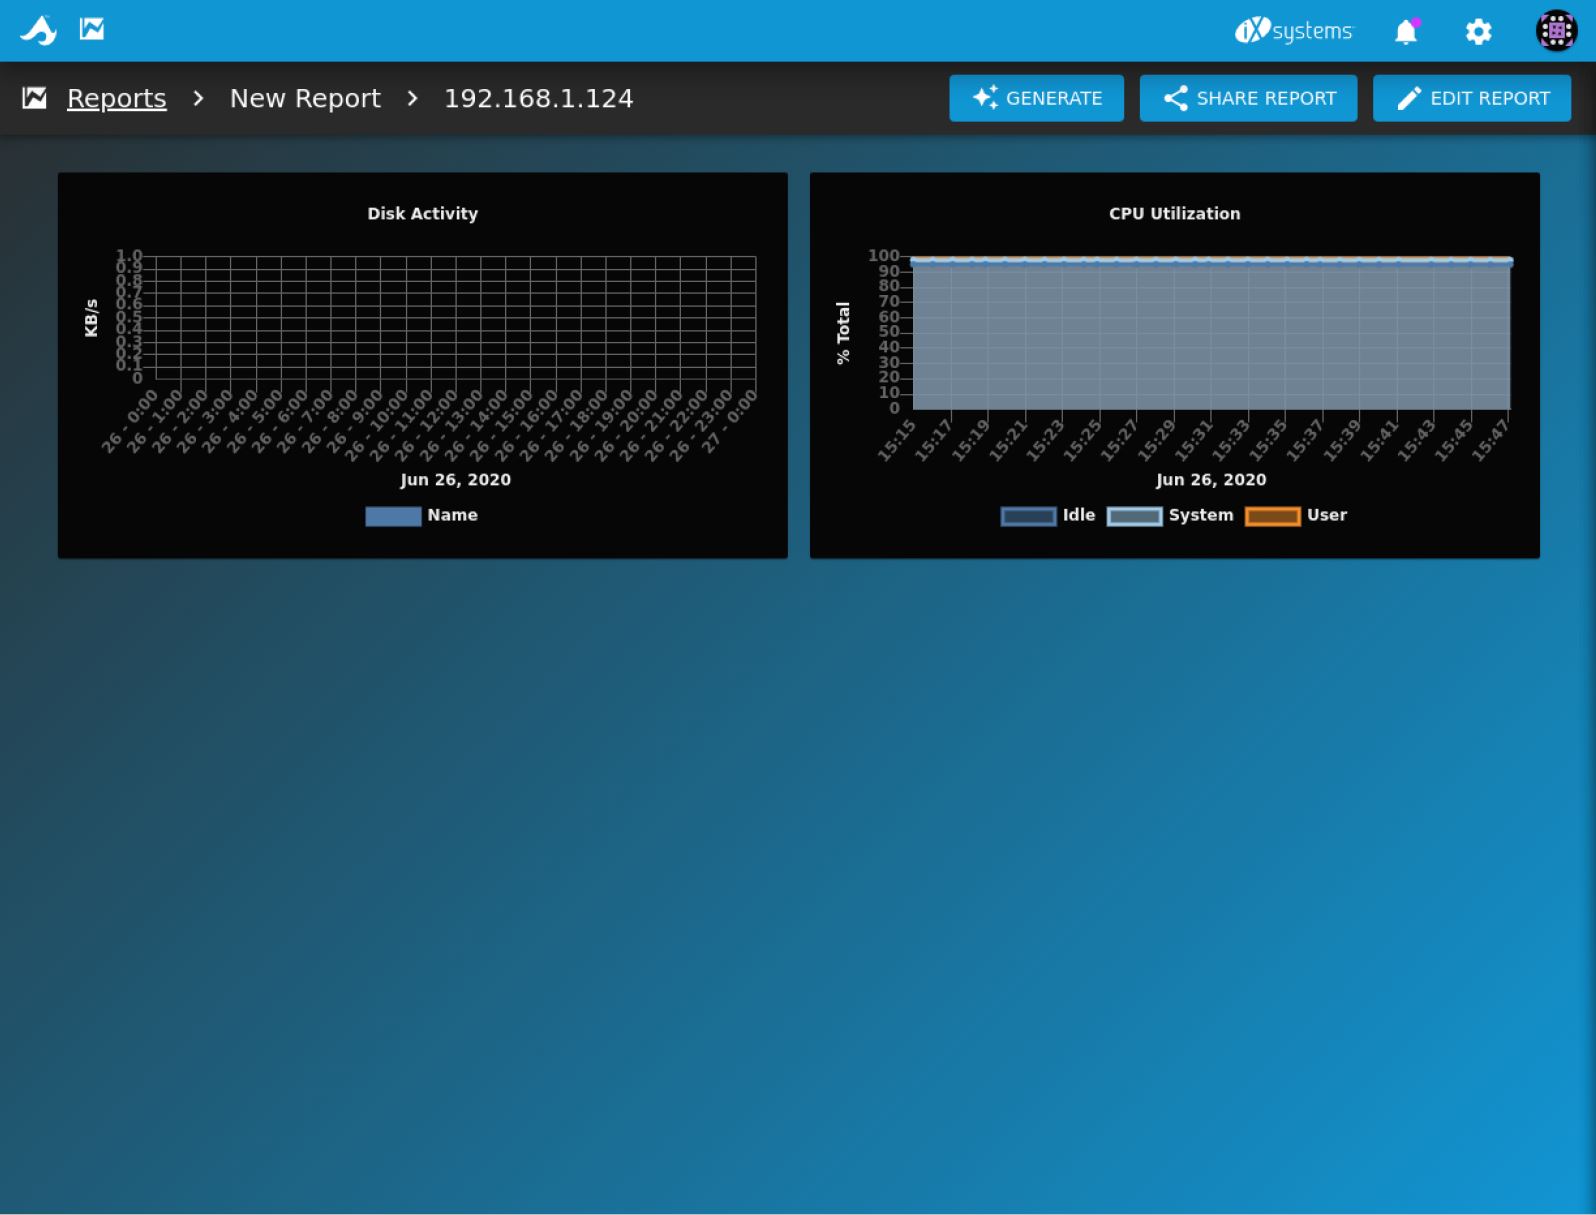 iXsystems
Reports > New Report > 192.168.1.124
GENERATE
SHARE REPORT
EDIT REPORT
Disk Activity
KB/s
1.0
0.9
0.8
0.7
0.6
0.5
0.4
0.3
0.2
0.1
0
26 - 0:00
26 - 1:00
26 - 2:00
26 - 3:00
26 - 4:00
26 - 5:00
26 - 6:00
26 - 7:00
26 - 8:00
26 - 9:00
26 - 10:00
26 - 11:00
26 - 12:00
26 - 13:00
26 - 14:00
26 - 15:00
26 - 16:00
26 - 17:00
26 - 18:00
26 - 19:00
26 - 20:00
26 - 21:00
26 - 22:00
26 - 23:00
27 - 0:00
Jun 26, 2020
Name
CPU Utilization
% Total
100
90
80
70
60
50
40
30
20
10
0
15:15
15:17
15:19
15:21
15:23
15:25
15:27
15:29
15:31
15:33
15:35
15:37
15:39
15:41
15:43
15:45
15:47
Jun 26, 2020
Idle
System
User